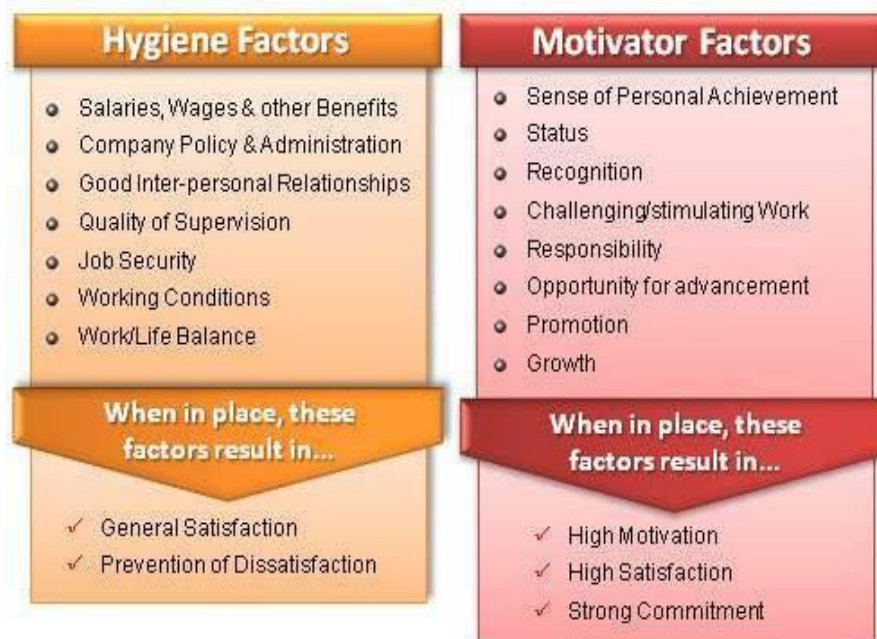 Hygiene Factors
Salaries, Wages & other Benefits
Company Policy & Administration
Good Inter-personal Relationships
Quality of Supervision
Job Security
Working Conditions
Work/Life Balance
When in place, these
factors result in...
General Satisfaction
Prevention of Dissatisfaction
Motivator Factors
Sense of Personal Achievement
Status
Recognition
Challenging/stimulating Work
Responsibility
Opportunity for advancement
Promotion
Growth
When in place, these
factors result in...
High Motivation
High Satisfaction
Strong Commitment